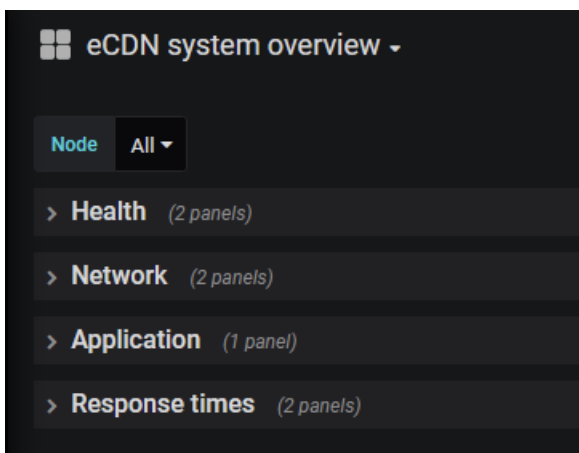 eCDN system overview
Node All
Health (2 panels)
Network (2 panels)
Application (1 panel)
Response times (2 panels)